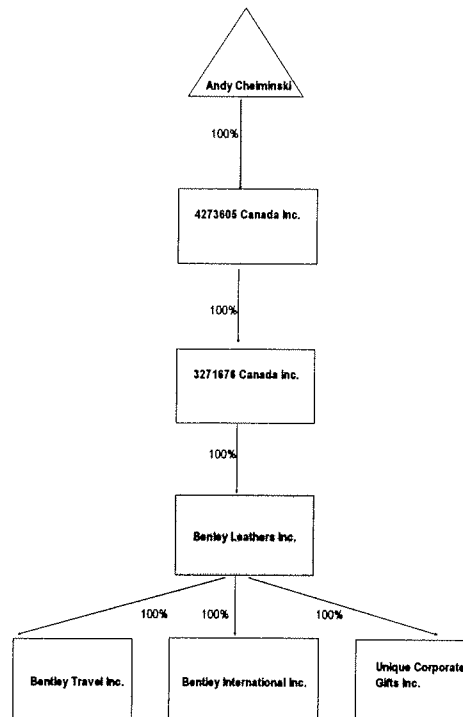 Andy Chelminski
100%
4273605 Canada Inc.
100%
3271676 Canada Inc.
100%
Bentley Leathers Inc.
100%
100%
100%
Bentley Travel Inc.
Bentley International Inc.
Unique Corporate
Gifts Inc.